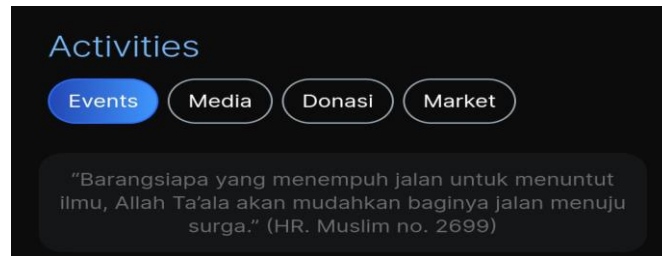 Activities
Events Media Donasi Market
“Barangsiapa yang menempuh jalan untuk menuntut
ilmu, Allah Ta’ala akan mudahkan baginya jalan menuju
surga.” (HR. Muslim no. 2699)